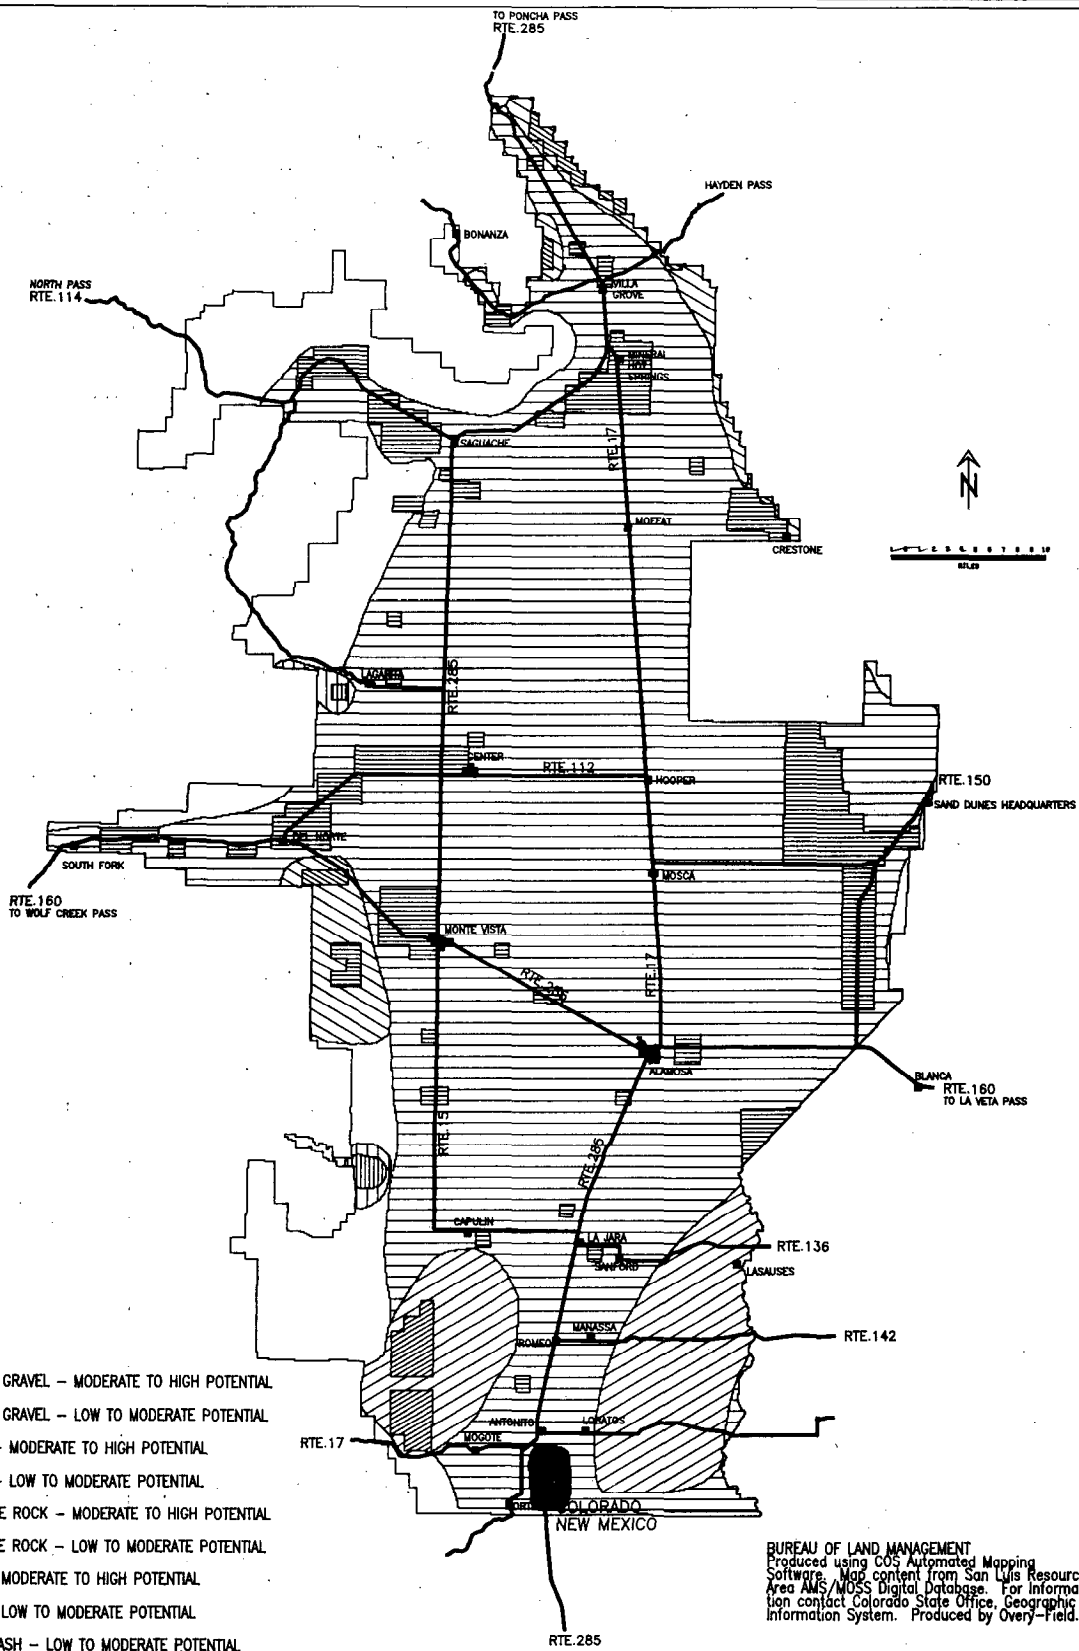 TO PONCHA PASS
RTE.285
HAYDEN PASS
BONANZA
NORTH PASS
RTE.114
VILLA
GROVE
MINERAL
HOT
SPRINGS
SAGUACHE
RTE.17
N
MOFFAT
CRESTONE
MILES
LAGARITA
RTE.285
CENTER
RTE.112
HOOPER
RTE.150
SAND DUNES HEADQUARTERS
DEL NORTE
SOUTH FORK
MOSCA
RTE.160
TO WOLF CREEK PASS
MONTE VISTA
RTE.285
RTE.17
ALAMOSA
BLANCA
RTE.160
TO LA VETA PASS
RTE.15
RTE.285
CAPULIN
LA JARA
SANFORD
RTE.136
LASAUSES
MANASSA
ROMEO
RTE.142
GRAVEL – MODERATE TO HIGH POTENTIAL
GRAVEL – LOW TO MODERATE POTENTIAL
– MODERATE TO HIGH POTENTIAL
– LOW TO MODERATE POTENTIAL
E ROCK – MODERATE TO HIGH POTENTIAL
E ROCK – LOW TO MODERATE POTENTIAL
MODERATE TO HIGH POTENTIAL
LOW TO MODERATE POTENTIAL
ASH – LOW TO MODERATE POTENTIAL
ANTONITO
LOBATOS
RTE.17
MOGOTE
COLORADO
NEW MEXICO
RTE.285
BUREAU OF LAND MANAGEMENT
Produced using COS Automated Mapping
Software. Map content from San Luis Resourc
Area AMS/MOSS Digital Database. For Informa
tion contact Colorado State Office, Geographic
Information System. Produced by Overy-Field.